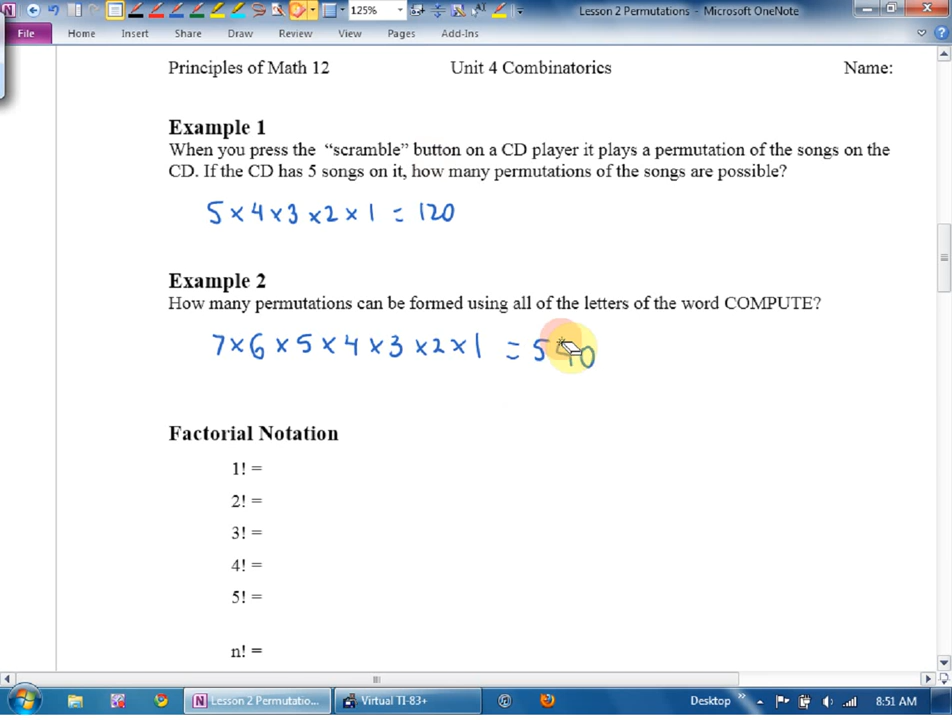 125%
Lesson 2 Permutations - Microsoft OneNote
File Home Insert Share Draw Review View Pages Add-Ins
Principles of Math 12 Unit 4 Combinatorics Name:
Example 1
When you press the “scramble” button on a CD player it plays a permutation of the songs on the
CD. If the CD has 5 songs on it, how many permutations of the songs are possible?
5 × 4 × 3 × 2 × 1 = 120
Example 2
How many permutations can be formed using all of the letters of the word COMPUTE?
7 × 6 × 5 × 4 × 3 × 2 × 1 = 5
Factorial Notation
1! =
2! =
3! =
4! =
5! =
n! =
Lesson 2 Permutatio... Virtual TI-83+ Desktop 8:51 AM